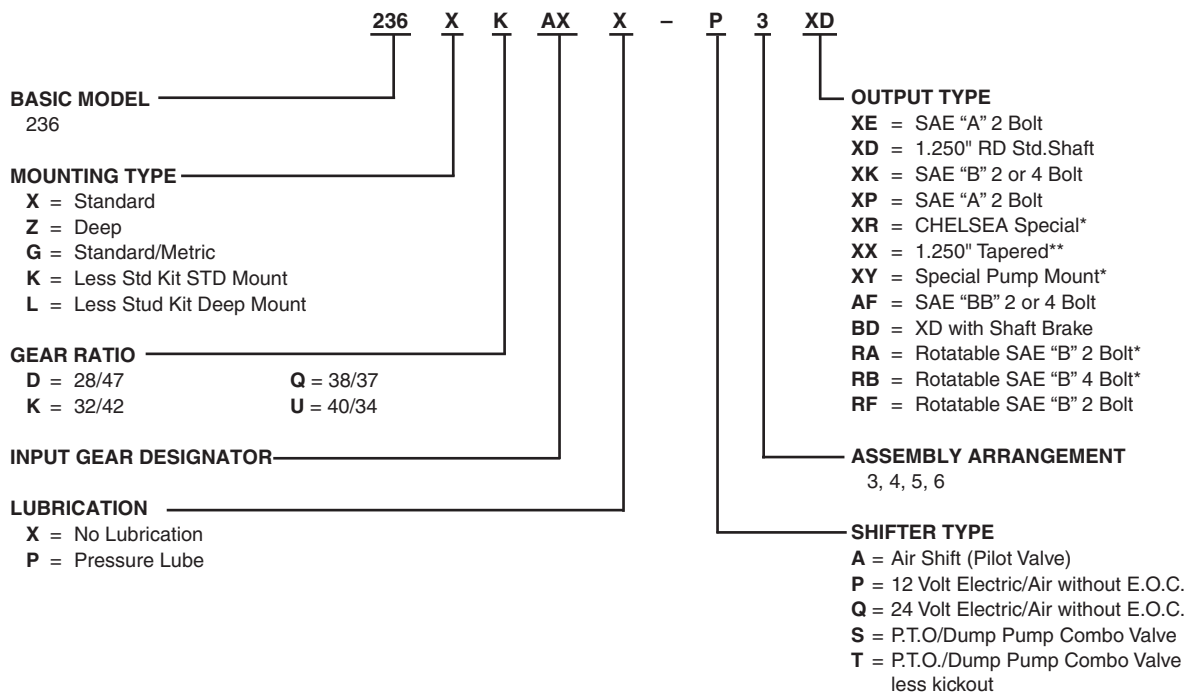 236 X K AX X – P 3 XD
BASIC MODEL
236
MOUNTING TYPE
X = Standard
Z = Deep
G = Standard/Metric
K = Less Std Kit STD Mount
L = Less Stud Kit Deep Mount
GEAR RATIO
D = 28/47 Q = 38/37
K = 32/42 U = 40/34
INPUT GEAR DESIGNATOR
LUBRICATION
X = No Lubrication
P = Pressure Lube
OUTPUT TYPE
XE = SAE “A” 2 Bolt
XD = 1.250" RD Std.Shaft
XK = SAE “B” 2 or 4 Bolt
XP = SAE “A” 2 Bolt
XR = CHELSEA Special*
XX = 1.250" Tapered**
XY = Special Pump Mount*
AF = SAE “BB” 2 or 4 Bolt
BD = XD with Shaft Brake
RA = Rotatable SAE “B” 2 Bolt*
RB = Rotatable SAE “B” 4 Bolt*
RF = Rotatable SAE “B” 2 Bolt
ASSEMBLY ARRANGEMENT
3, 4, 5, 6
SHIFTER TYPE
A = Air Shift (Pilot Valve)
P = 12 Volt Electric/Air without E.O.C.
Q = 24 Volt Electric/Air without E.O.C.
S = P.T.O/Dump Pump Combo Valve
T = P.T.O./Dump Pump Combo Valve
less kickout